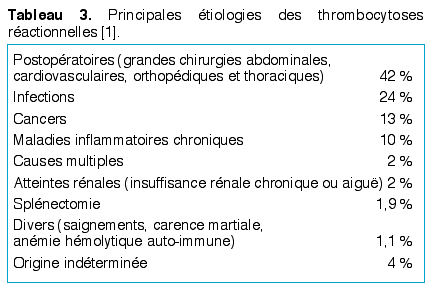 Tableau 3. Principales étiologies des thrombocytoses
réactionnelles [1].
Postopératoires (grandes chirurgies abdominales,
cardiovasculaires, orthopédiques et thoraciques) 42 %
Infections 24 %
Cancers 13 %
Maladies inflammatoires chroniques 10 %
Causes multiples 2 %
Atteintes rénales (insuffisance rénale chronique ou aiguë) 2 %
Splénectomie 1,9 %
Divers (saignements, carence martiale,
anémie hémolytique auto-immune) 1,1 %
Origine indéterminée 4 %